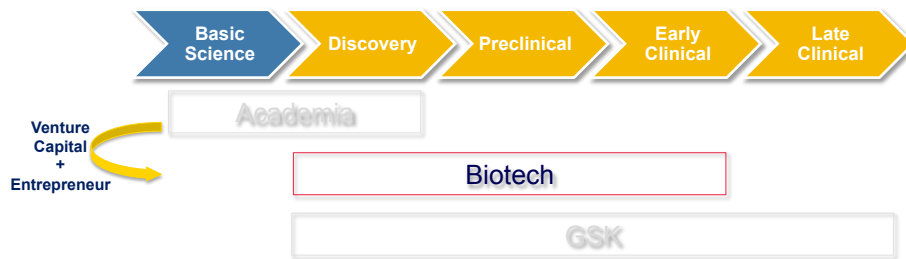 Basic
Science
Discovery
Preclinical
Early
Clinical
Late
Clinical
Academia
Venture
Capital
+
Entrepreneur
Biotech
GSK